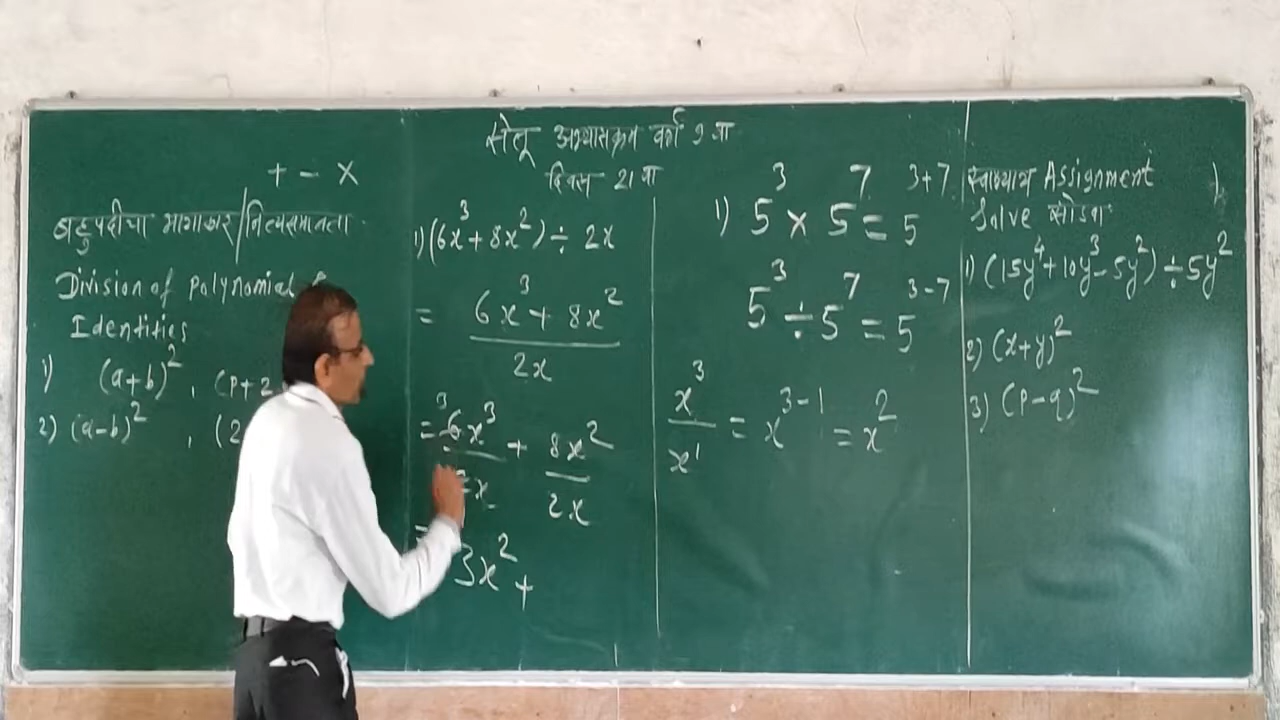 सेतू अभ्यासक्रम वर्ग 9 वा
दिवस 21 वा
+ − ×
बहुपदीचा भागाकार/नित्यसमानता.
Division of Polynomial &
Identities
1) (a+b)², (p+2
2) (a−b)², (2
1) (6x³+8x²) ÷ 2x
= 6x³+8x² / 2x
= 6x³ / 2x + 8x² / 2x
= 3x² +
1) 5³ × 5⁷ = 5³⁺⁷
5³ ÷ 5⁷ = 5³⁻⁷
x³ / x¹ = x³⁻¹ = x²
स्वाध्याय Assignment
Solve सोडवा
1) (15y⁴+10y³−5y²) ÷ 5y²
2) (x+y)²
3) (p−q)²